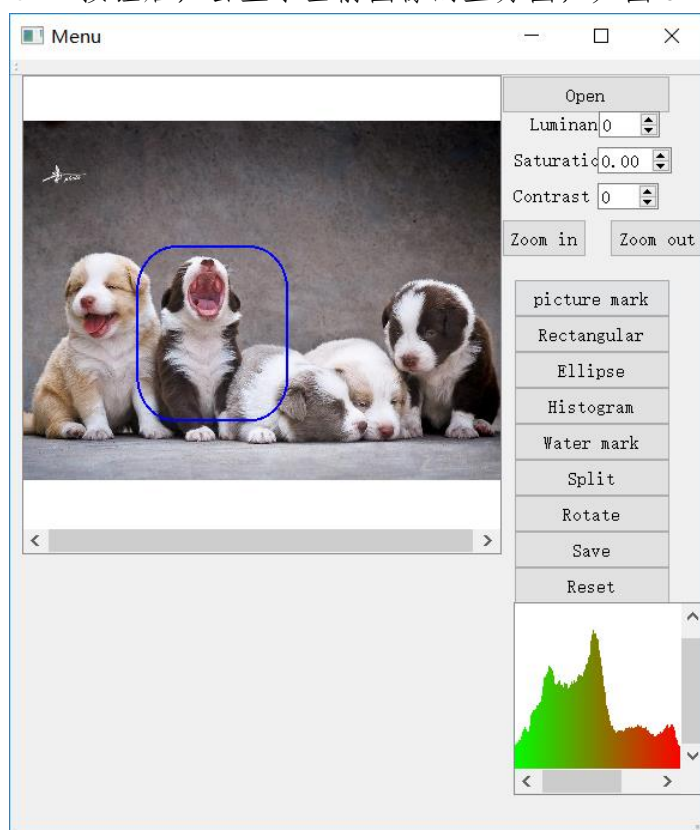 Menu
Open
Luminan 0
Saturatic 0.00
Contrast 0
Zoom in Zoom out
picture mark
Rectangular
Ellipse
Histogram
Water mark
Split
Rotate
Save
Reset